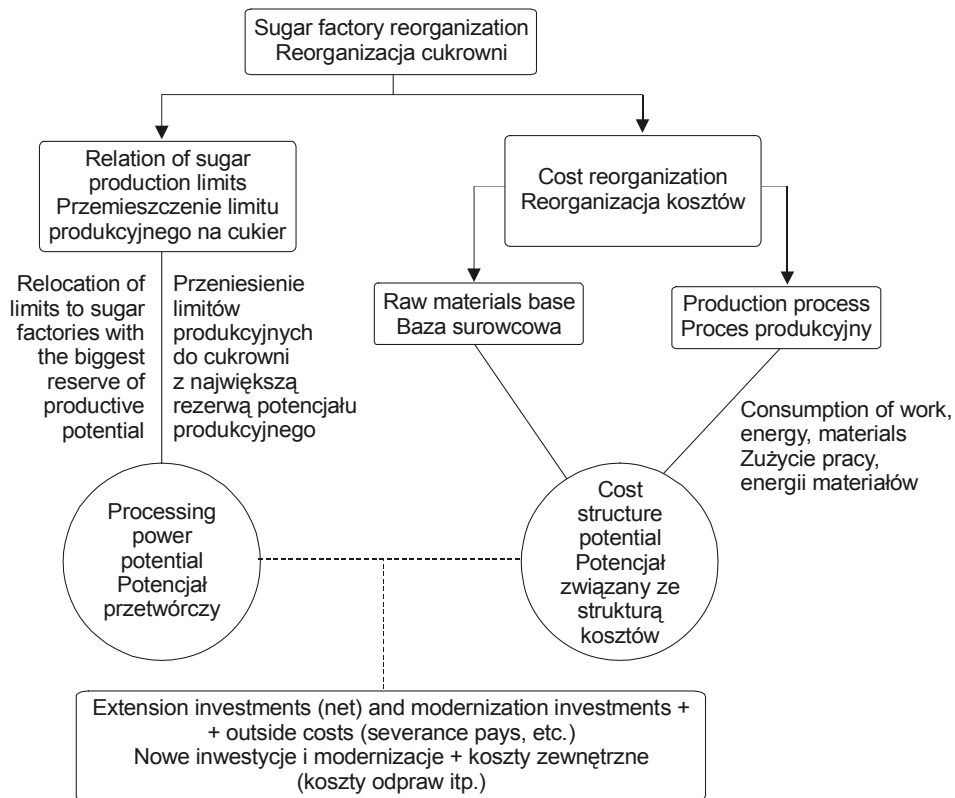 Sugar factory reorganization
Reorganizacja cukrowni
Relation of sugar
production limits
Przemieszczenie limitu
produkcyjnego na cukier
Cost reorganization
Reorganizacja kosztów
Relocation of
limits to sugar
factories with
the biggest
reserve of
productive
potential
Przeniesienie
limitów
produkcyjnych
do cukrowni
z największą
rezerwą potencjału
produkcyjnego
Raw materials base
Baza surowcowa
Production process
Proces produkcyjny
Consumption of work,
energy, materials
Zużycie pracy,
energii materiałów
Processing
power
potential
Potencjał
przetwórczy
Cost
structure
potential
Potencjał
związany ze
strukturą
kosztów
Extension investments (net) and modernization investments +
+ outside costs (severance pays, etc.)
Nowe inwestycje i modernizacje + koszty zewnętrzne
(koszty odpraw itp.)